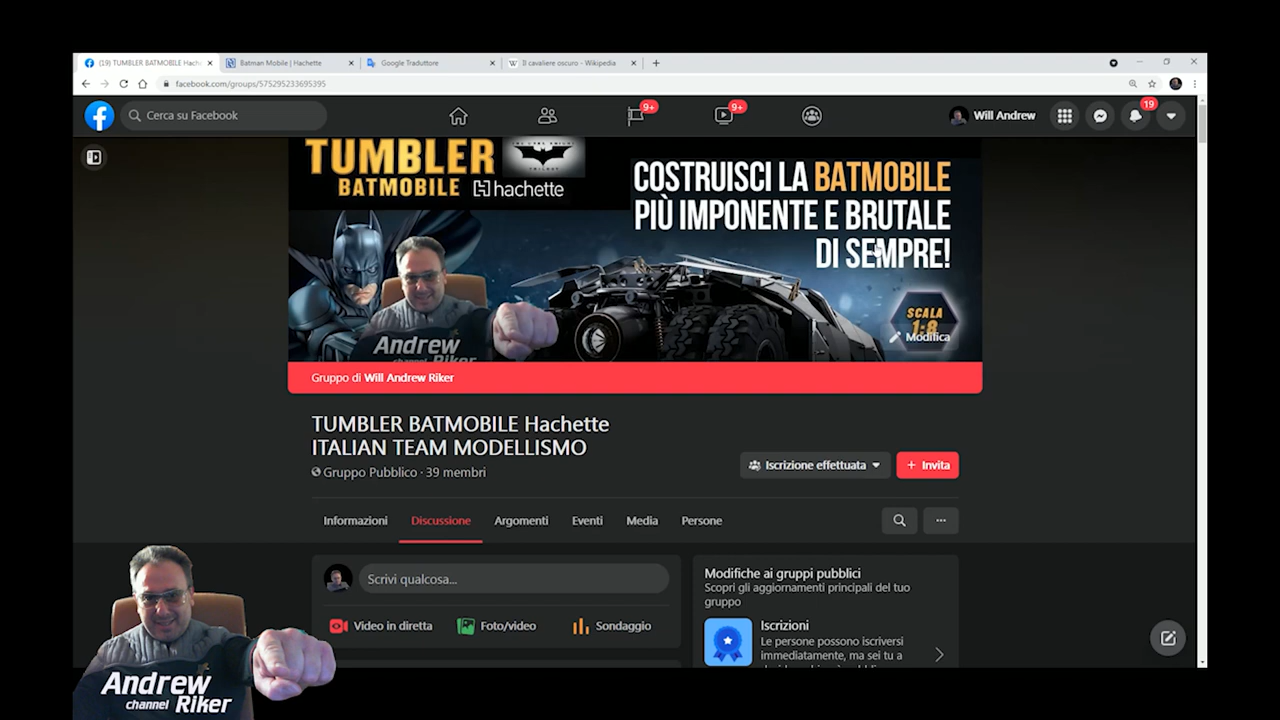 (19) TUMBLER BATMOBILE Hach
Batman Mobile | Hachette
Google Traduttore
Il cavaliere oscuro - Wikipedia
facebook.com/groups/575295233695395
Cerca su Facebook
9+
9+
Will Andrew
19
TUMBLER
BATMOBILE
hachette
COSTRUISCI LA BATMOBILE
PIÙ IMPONENTE E BRUTALE
DI SEMPRE!
SCALA
1:8
Modifica
Andrew
channel Riker
Gruppo di Will Andrew Riker
TUMBLER BATMOBILE Hachette
ITALIAN TEAM MODELLISMO
Gruppo Pubblico · 39 membri
Iscrizione effettuata
+ Invita
Informazioni
Discussione
Argomenti
Eventi
Media
Persone
Scrivi qualcosa...
Video in diretta
Foto/video
Sondaggio
Modifiche ai gruppi pubblici
Scopri gli aggiornamenti principali del tuo
gruppo
Iscrizioni
Le persone possono iscriversi
immediatamente, ma sei tu a
Andrew
channel Riker